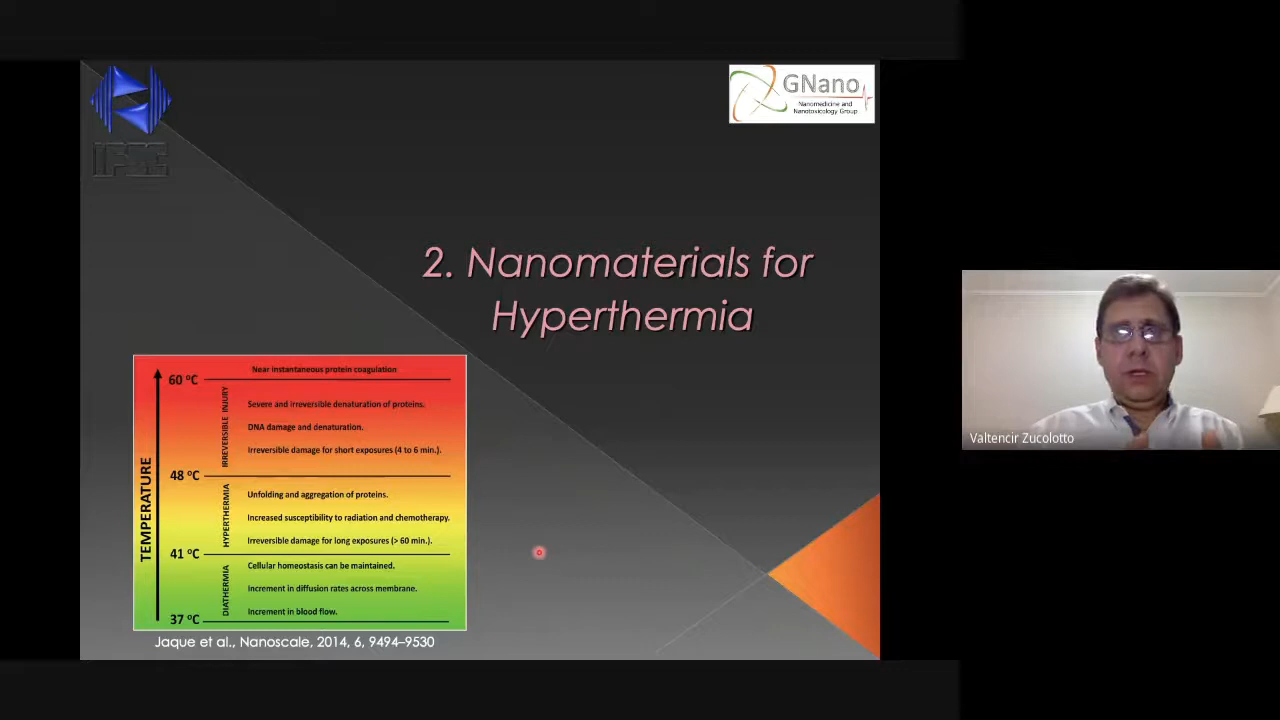 IFSC
GNano
Nanomedicine and
Nanotoxicology Group
2. Nanomaterials for
Hyperthermia
TEMPERATURE
Near instantaneous protein coagulation
60 ºC
IRREVERSIBLE INJURY
Severe and irreversible denaturation of proteins.
DNA damage and denaturation.
Irreversible damage for short exposures (4 to 6 min.).
48 ºC
HYPERTHERMIA
Unfolding and aggregation of proteins.
Increased susceptibility to radiation and chemotherapy.
Irreversible damage for long exposures (> 60 min.).
41 ºC
DIATHERMIA
Cellular homeostasis can be maintained.
Increment in diffusion rates across membrane.
Increment in blood flow.
37 ºC
Jaque et al., Nanoscale, 2014, 6, 9494–9530
Valtencir Zucolotto